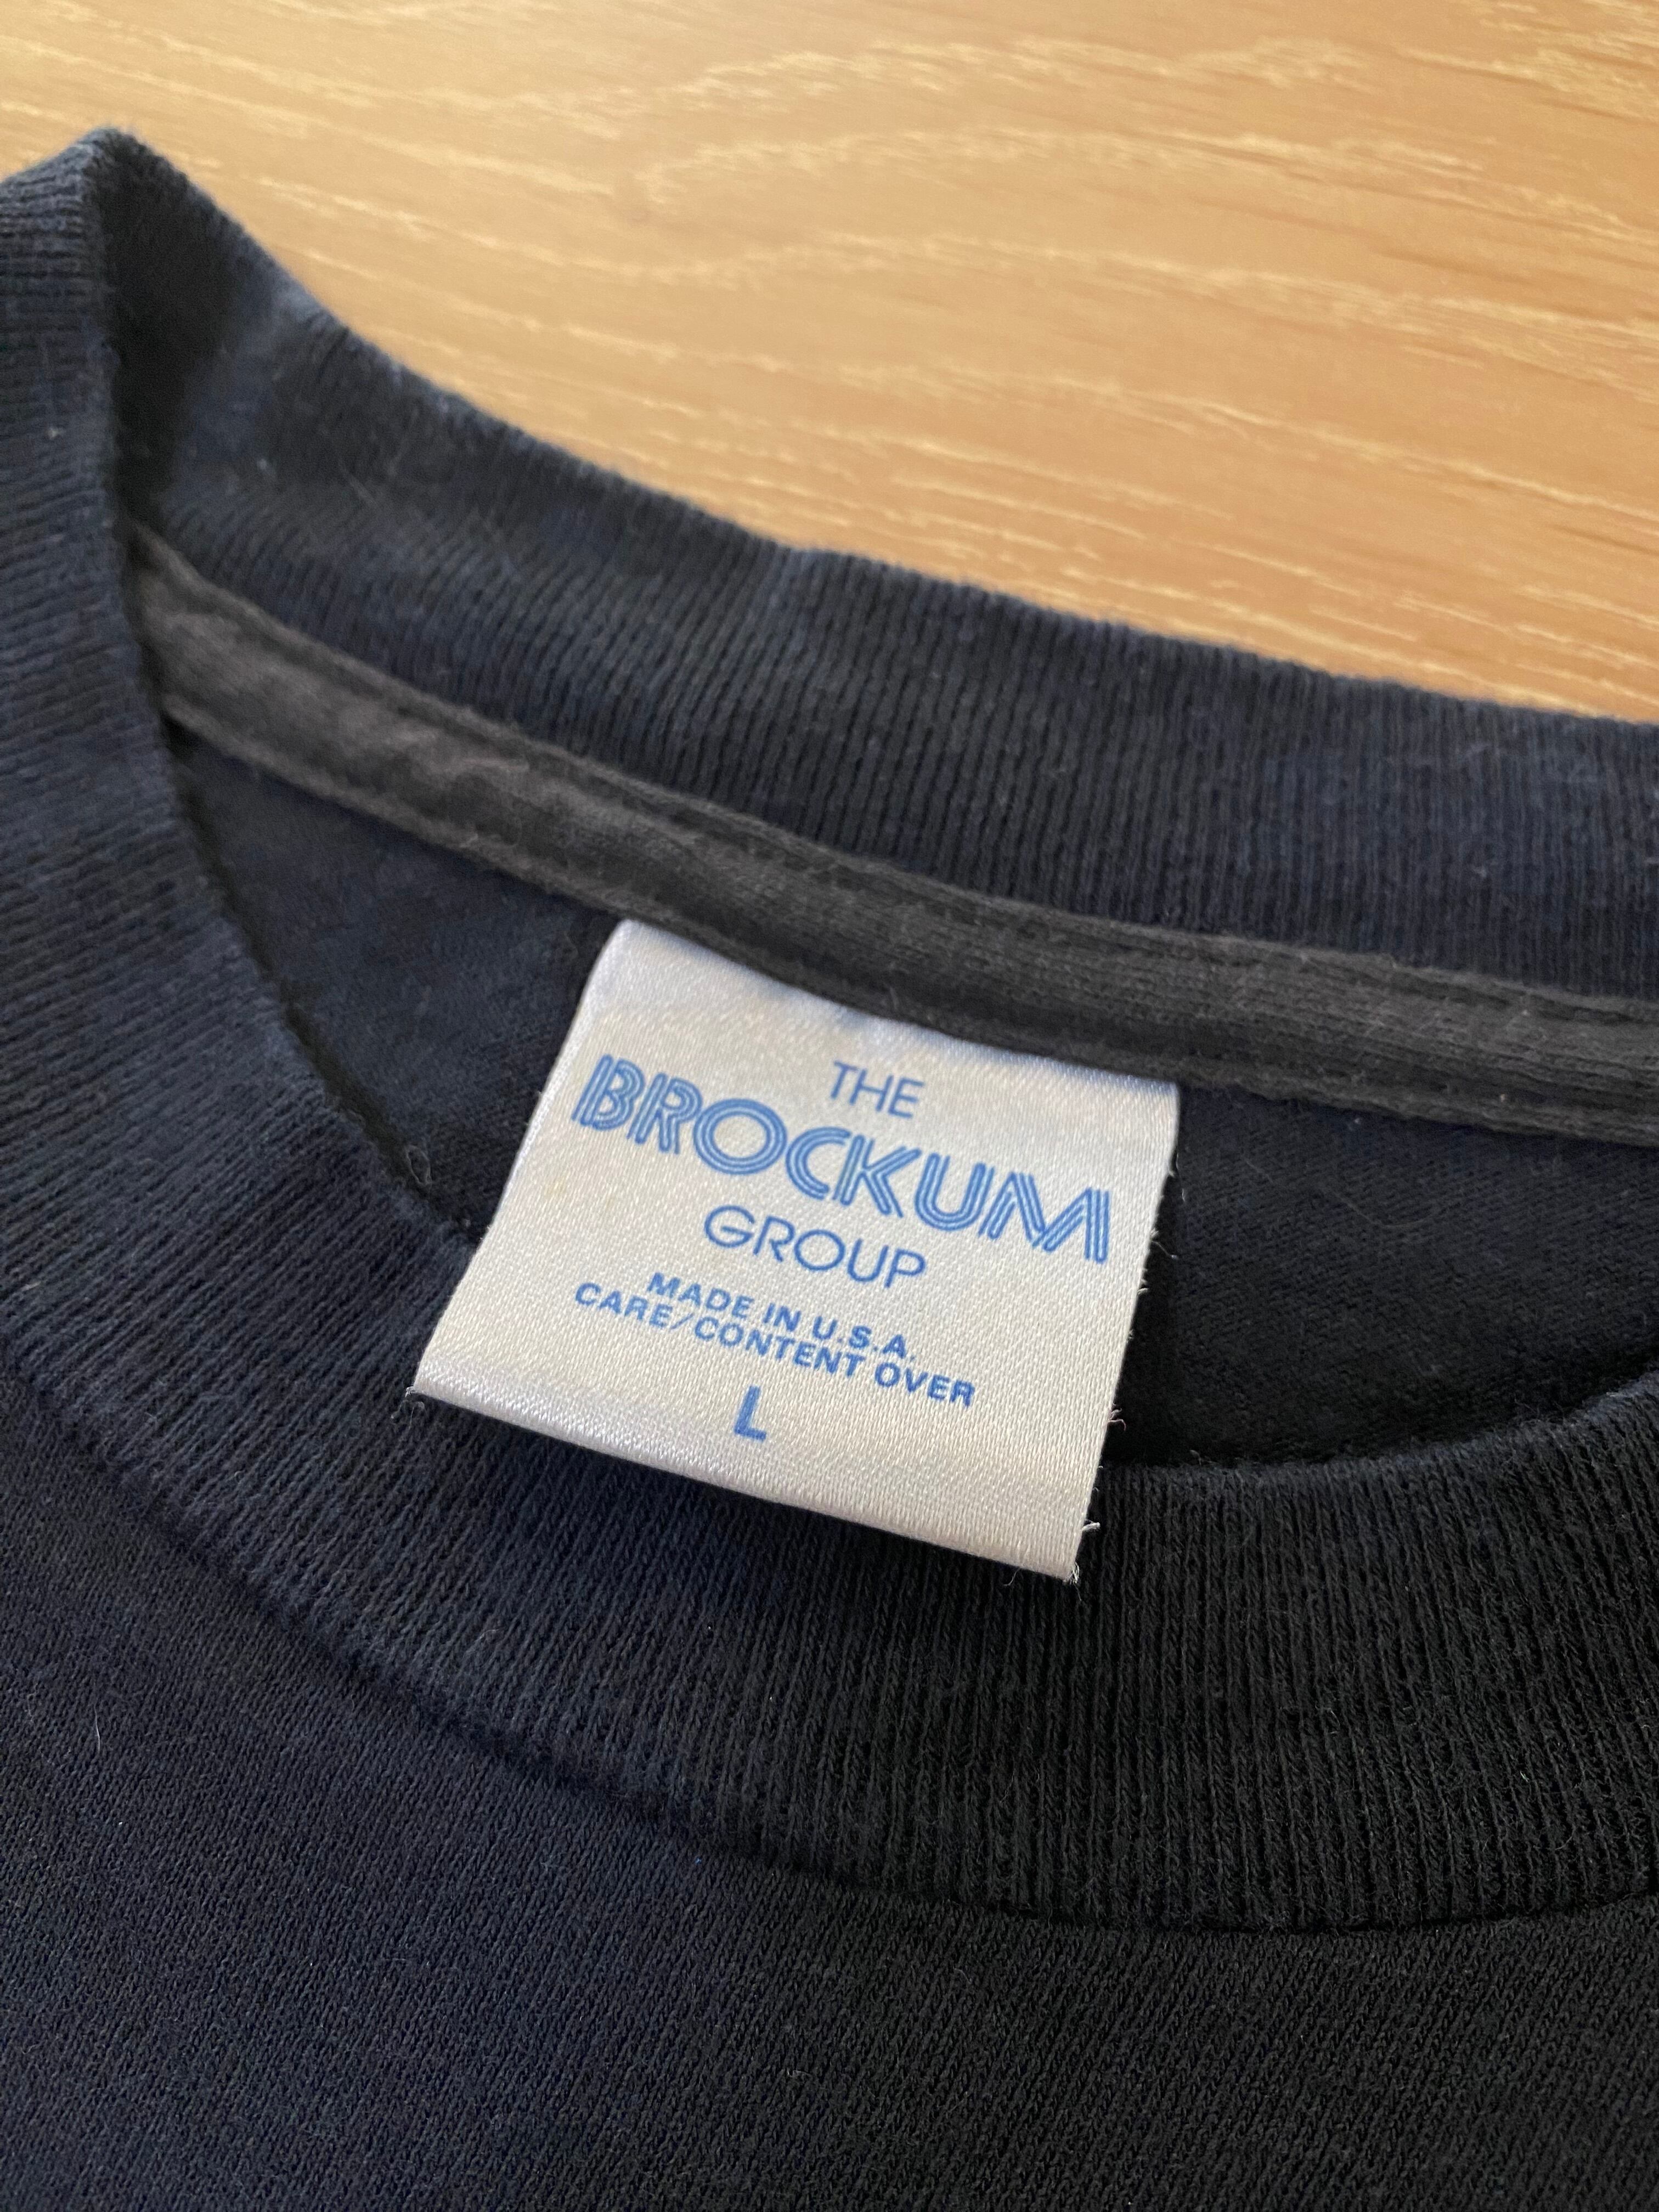 THE
BROCKUM
GROUP
MADE IN U.S.A.
CARE/CONTENT OVER
L